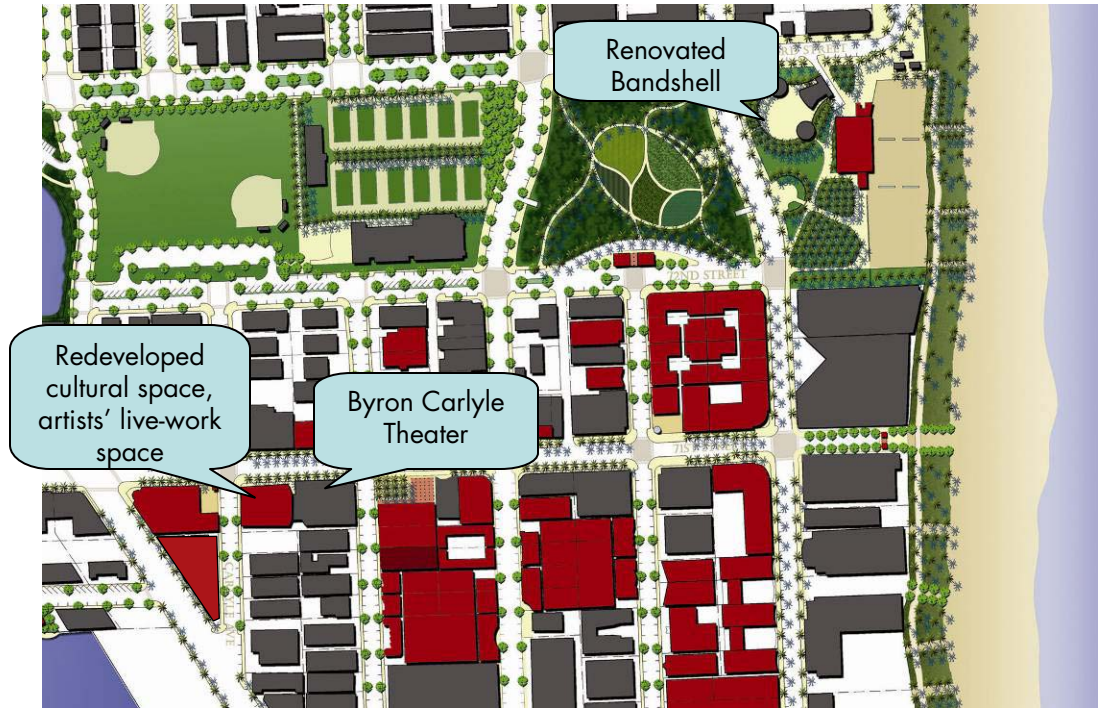 Renovated
Bandshell
72ND STREET
Redeveloped
cultural space,
artists’ live-work
space
Byron Carlyle
Theater